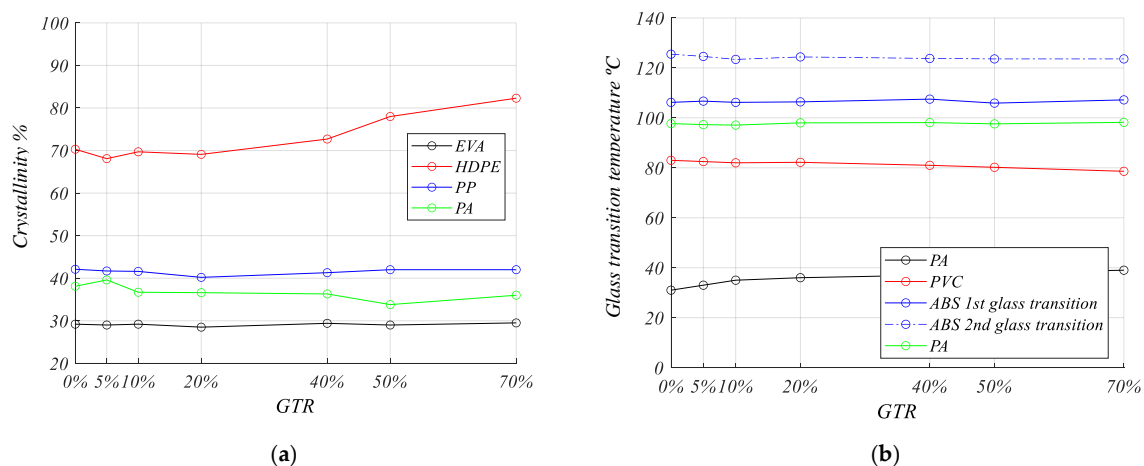 100
90
80
70
60
50
40
30
20
Crystallinity %
EVA
HDPE
PP
PA
0% 5% 10% 20% 40% 50% 70%
GTR
(a)
140
120
100
80
60
40
20
0
Glass transition temperature ºC
PA
PVC
ABS 1st glass transition
ABS 2nd glass transition
PA
0% 5% 10% 20% 40% 50% 70%
GTR
(b)